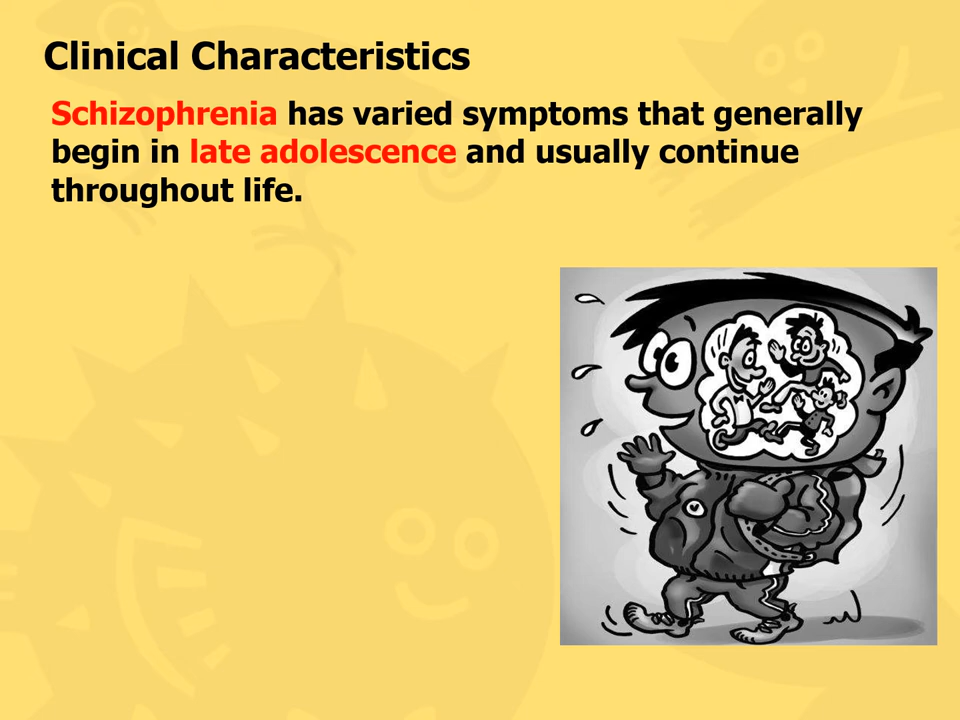 Clinical Characteristics
Schizophrenia has varied symptoms that generally
begin in late adolescence and usually continue
throughout life.